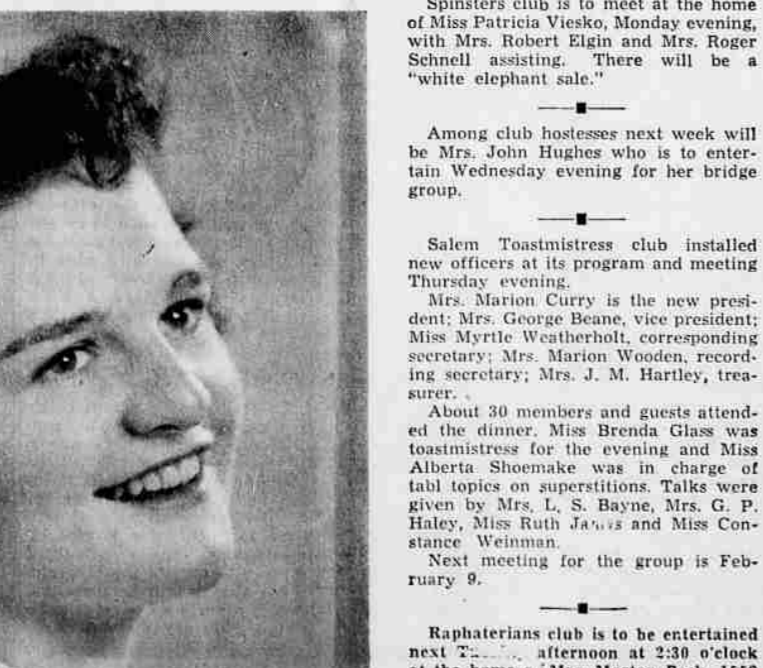 Spinsters club is to meet at the home
of Miss Patricia Viesko, Monday evening,
with Mrs. Robert Elgin and Mrs. Roger
Schnell assisting. There will be a
"white elephant sale."
Among club hostesses next week will
be Mrs. John Hughes who is to enter-
tain Wednesday evening for her bridge
group.
Salem Toastmistress club installed
new officers at its program and meeting
Thursday evening.
Mrs. Marion Curry is the new presi-
dent; Mrs. George Beane, vice president;
Miss Myrtle Weatherholt, corresponding
secretary; Mrs. Marion Wooden, record-
ing secretary; Mrs. J. M. Hartley, trea-
surer.
About 30 members and guests attend-
ed the dinner. Miss Brenda Glass was
toastmistress for the evening and Miss
Alberta Shoemake was in charge of
tabl topics on superstitions. Talks were
given by Mrs. L. S. Bayne, Mrs. G. P.
Haley, Miss Ruth and Miss Con-
stance Weinman.
Next meeting for the group is Feb-
ruary 9.
Raphaterians club is to be entertained
next afternoon at 2:30 o'clock